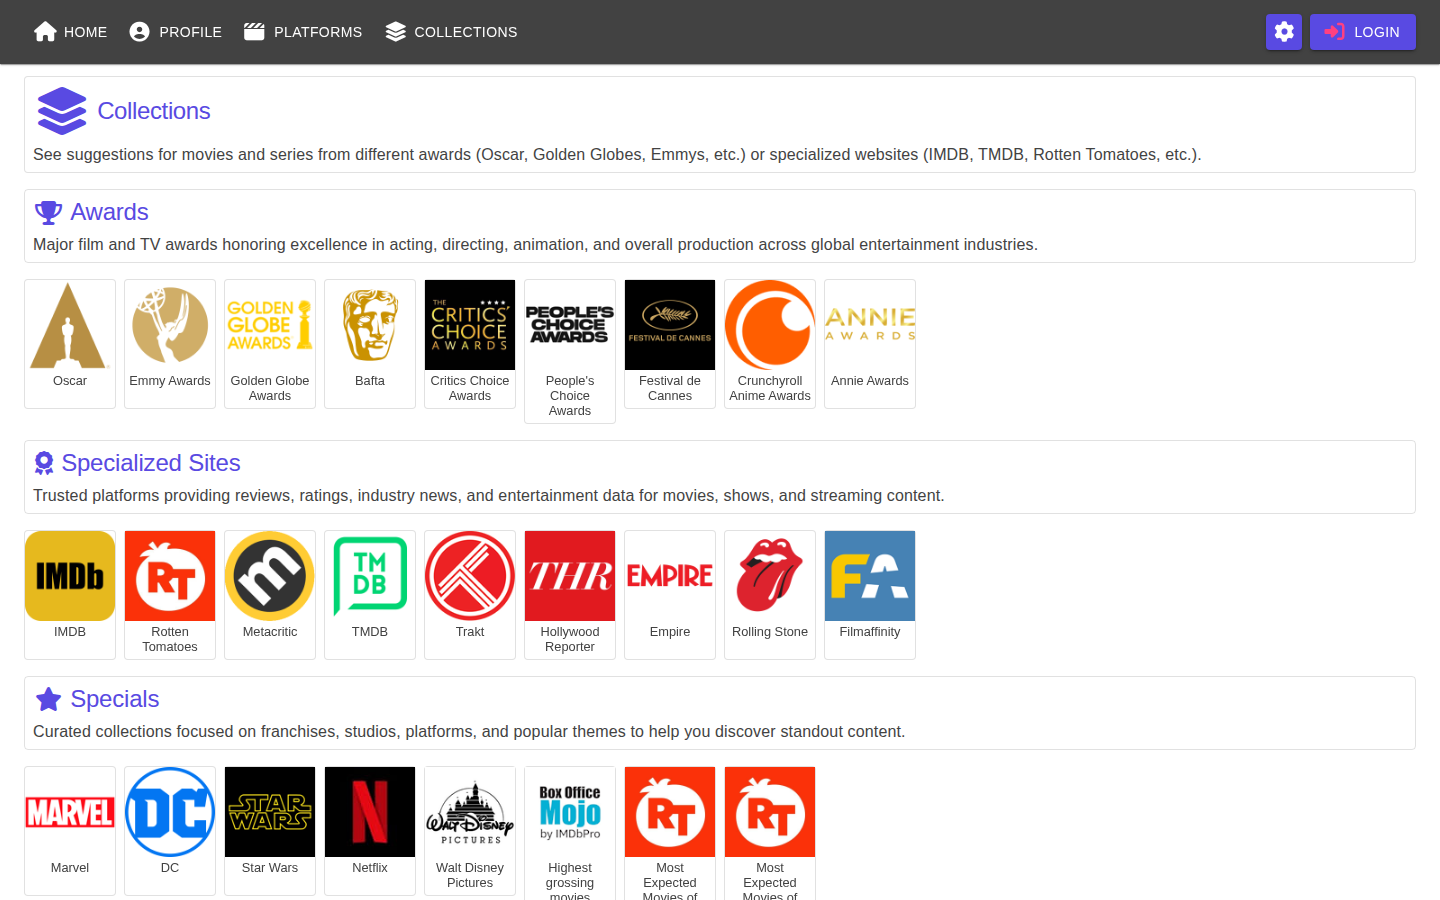 HOME PROFILE PLATFORMS COLLECTIONS LOGIN
Collections
See suggestions for movies and series from different awards (Oscar, Golden Globes, Emmys, etc.) or specialized websites (IMDB, TMDB, Rotten Tomatoes, etc.).
Awards
Major film and TV awards honoring excellence in acting, directing, animation, and overall production across global entertainment industries.
GOLDEN
GLOBE
AWARDS
THE
CRITICS'
CHOICE
AWARDS
PEOPLE'S
CHOICE
AWARDS
FESTIVAL DE CANNES
ANNIE
AWARDS
Oscar
Emmy Awards
Golden Globe
Awards
Bafta
Critics Choice
Awards
People's
Choice
Awards
Festival de
Cannes
Crunchyroll
Anime Awards
Annie Awards
Specialized Sites
Trusted platforms providing reviews, ratings, industry news, and entertainment data for movies, shows, and streaming content.
IMDb
RT
m
TM
DB
THR
EMPIRE
FA
IMDB
Rotten
Tomatoes
Metacritic
TMDB
Trakt
Hollywood
Reporter
Empire
Rolling Stone
Filmaffinity
Specials
Curated collections focused on franchises, studios, platforms, and popular themes to help you discover standout content.
MARVEL
DC
STAR
WARS
N
WALT DISNEY
PICTURES
Box Office
Mojo
by IMDbPro
RT
RT
Marvel
DC
Star Wars
Netflix
Walt Disney
Pictures
Highest
grossing
movies
Most
Expected
Movies of
Most
Expected
Movies of